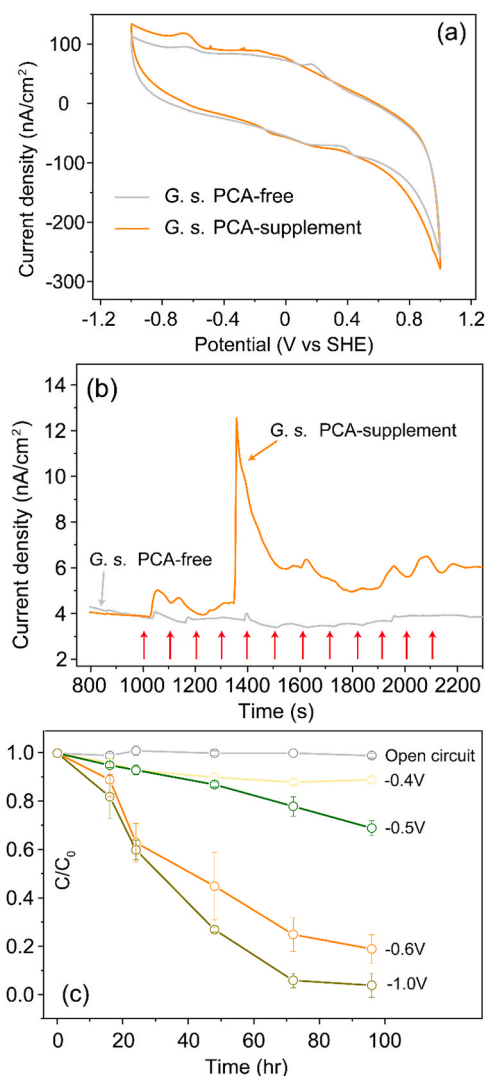 (a)
Current density (nA/cm²)
100
0
-100
-200
-300
G. s. PCA-free
G. s. PCA-supplement
-1.2 -0.8 -0.4 0 0.4 0.8 1.2
Potential (V vs SHE)
(b)
Current density (nA/cm²)
14
12
10
8
6
4
2
G. s. PCA-supplement
G. s. PCA-free
800 1000 1200 1400 1600 1800 2000 2200
Time (s)
C/C₀
1.0
0.8
0.6
0.4
0.2
0.0
Open circuit
-0.4V
-0.5V
-0.6V
-1.0V
(c)
0 20 40 60 80 100
Time (hr)